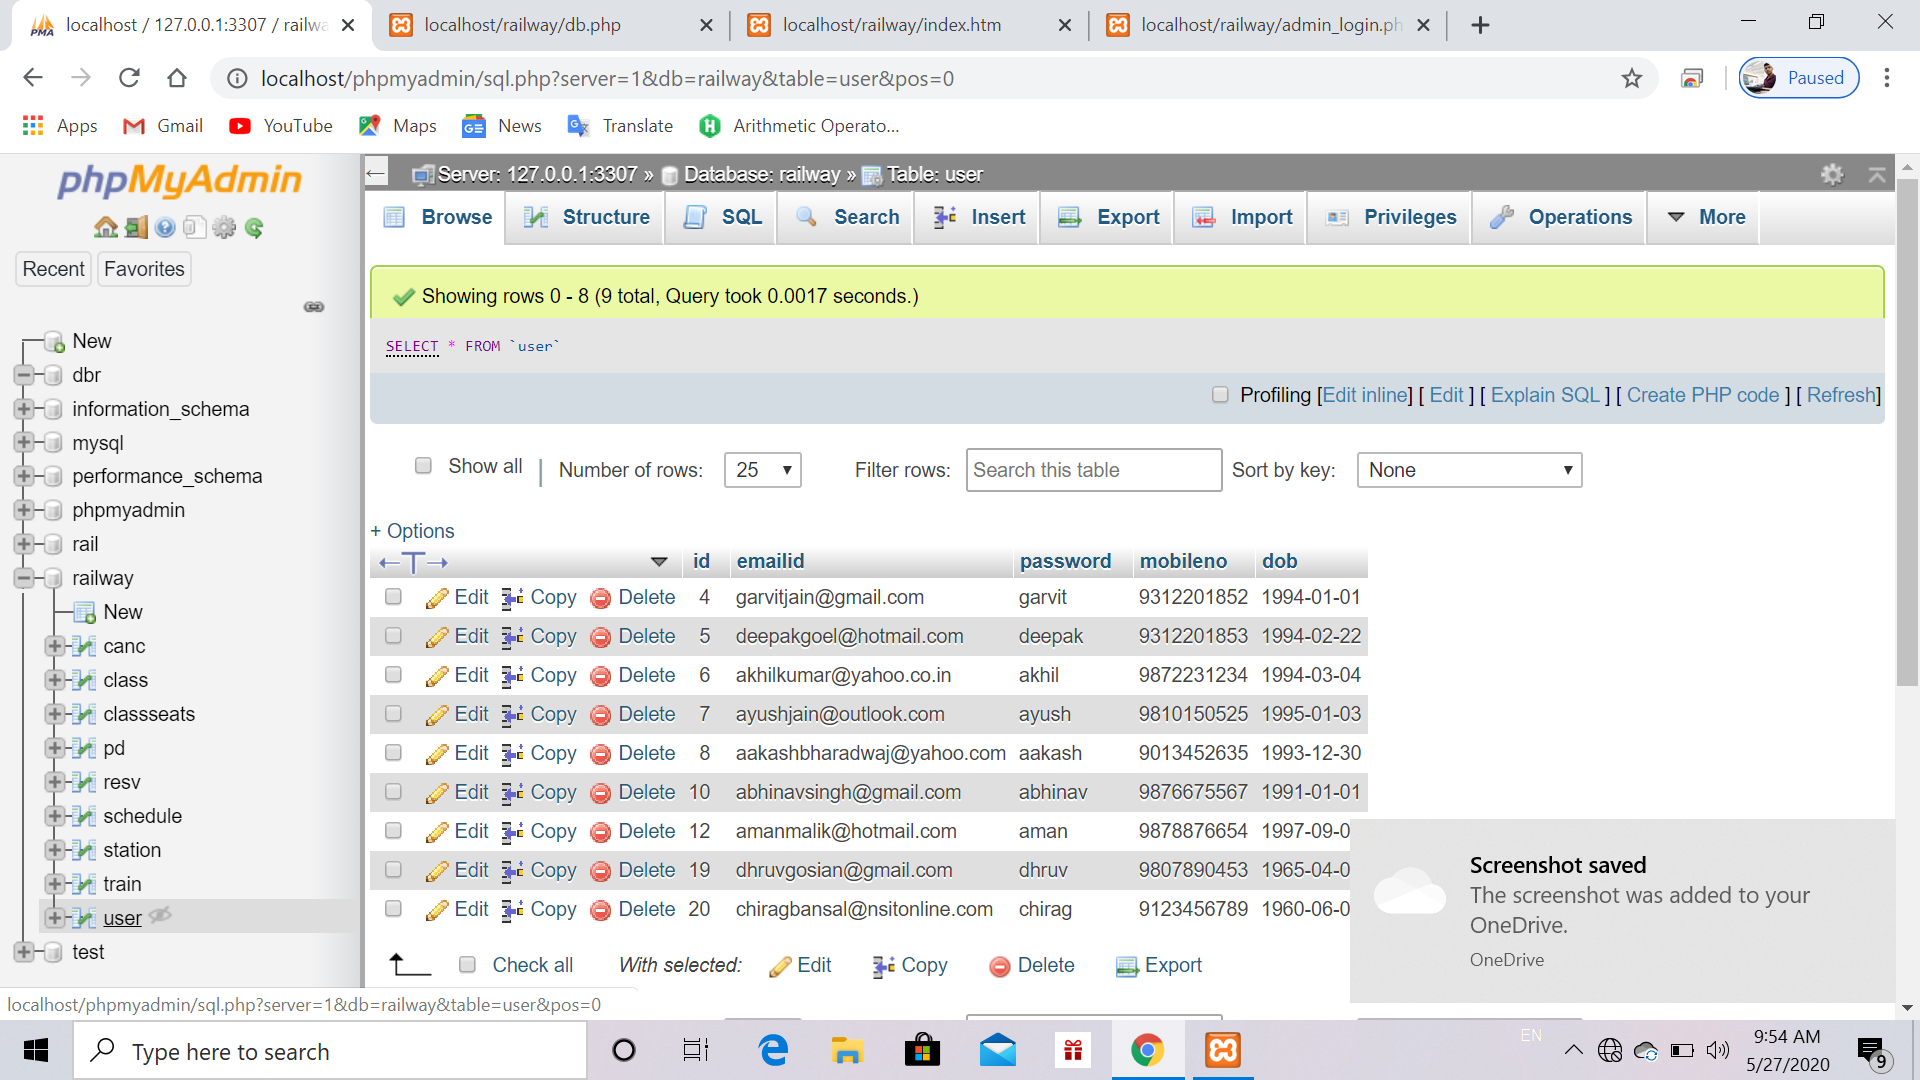 localhost / 127.0.0.1:3307 / railwa
localhost/railway/db.php
localhost/railway/index.htm
localhost/railway/admin_login.ph
localhost/phpmyadmin/sql.php?server=1&db=railway&table=user&pos=0
Paused
Apps Gmail YouTube Maps News Translate Arithmetic Operato...
phpMyAdmin
Recent Favorites
New
dbr
information_schema
mysql
performance_schema
phpmyadmin
rail
railway
New
canc
class
classseats
pd
resv
schedule
station
train
user
test
Server: 127.0.0.1:3307 » Database: railway » Table: user
Browse Structure SQL Search Insert Export Import Privileges Operations More
Showing rows 0 - 8 (9 total, Query took 0.0017 seconds.)
SELECT * FROM `user`
Profiling [Edit inline] [ Edit ] [ Explain SQL ] [ Create PHP code ] [ Refresh]
Show all Number of rows: 25 Filter rows: Search this table Sort by key: None
+ Options
←T→ id emailid password mobileno dob
Edit Copy Delete 4 garvitjain@gmail.com garvit 9312201852 1994-01-01
Edit Copy Delete 5 deepakgoel@hotmail.com deepak 9312201853 1994-02-22
Edit Copy Delete 6 akhilkumar@yahoo.co.in akhil 9872231234 1994-03-04
Edit Copy Delete 7 ayushjain@outlook.com ayush 9810150525 1995-01-03
Edit Copy Delete 8 aakashbharadwaj@yahoo.com aakash 9013452635 1993-12-30
Edit Copy Delete 10 abhinavsingh@gmail.com abhinav 9876675567 1991-01-01
Edit Copy Delete 12 amanmalik@hotmail.com aman 9878876654 1997-09-0
Edit Copy Delete 19 dhruvgosian@gmail.com dhruv 9807890453 1965-04-0
Edit Copy Delete 20 chiragbansal@nsitonline.com chirag 9123456789 1960-06-0
Check all With selected: Edit Copy Delete Export
Screenshot saved
The screenshot was added to your
OneDrive.
OneDrive
localhost/phpmyadmin/sql.php?server=1&db=railway&table=user&pos=0
Type here to search
EN
9:54 AM
5/27/2020
9